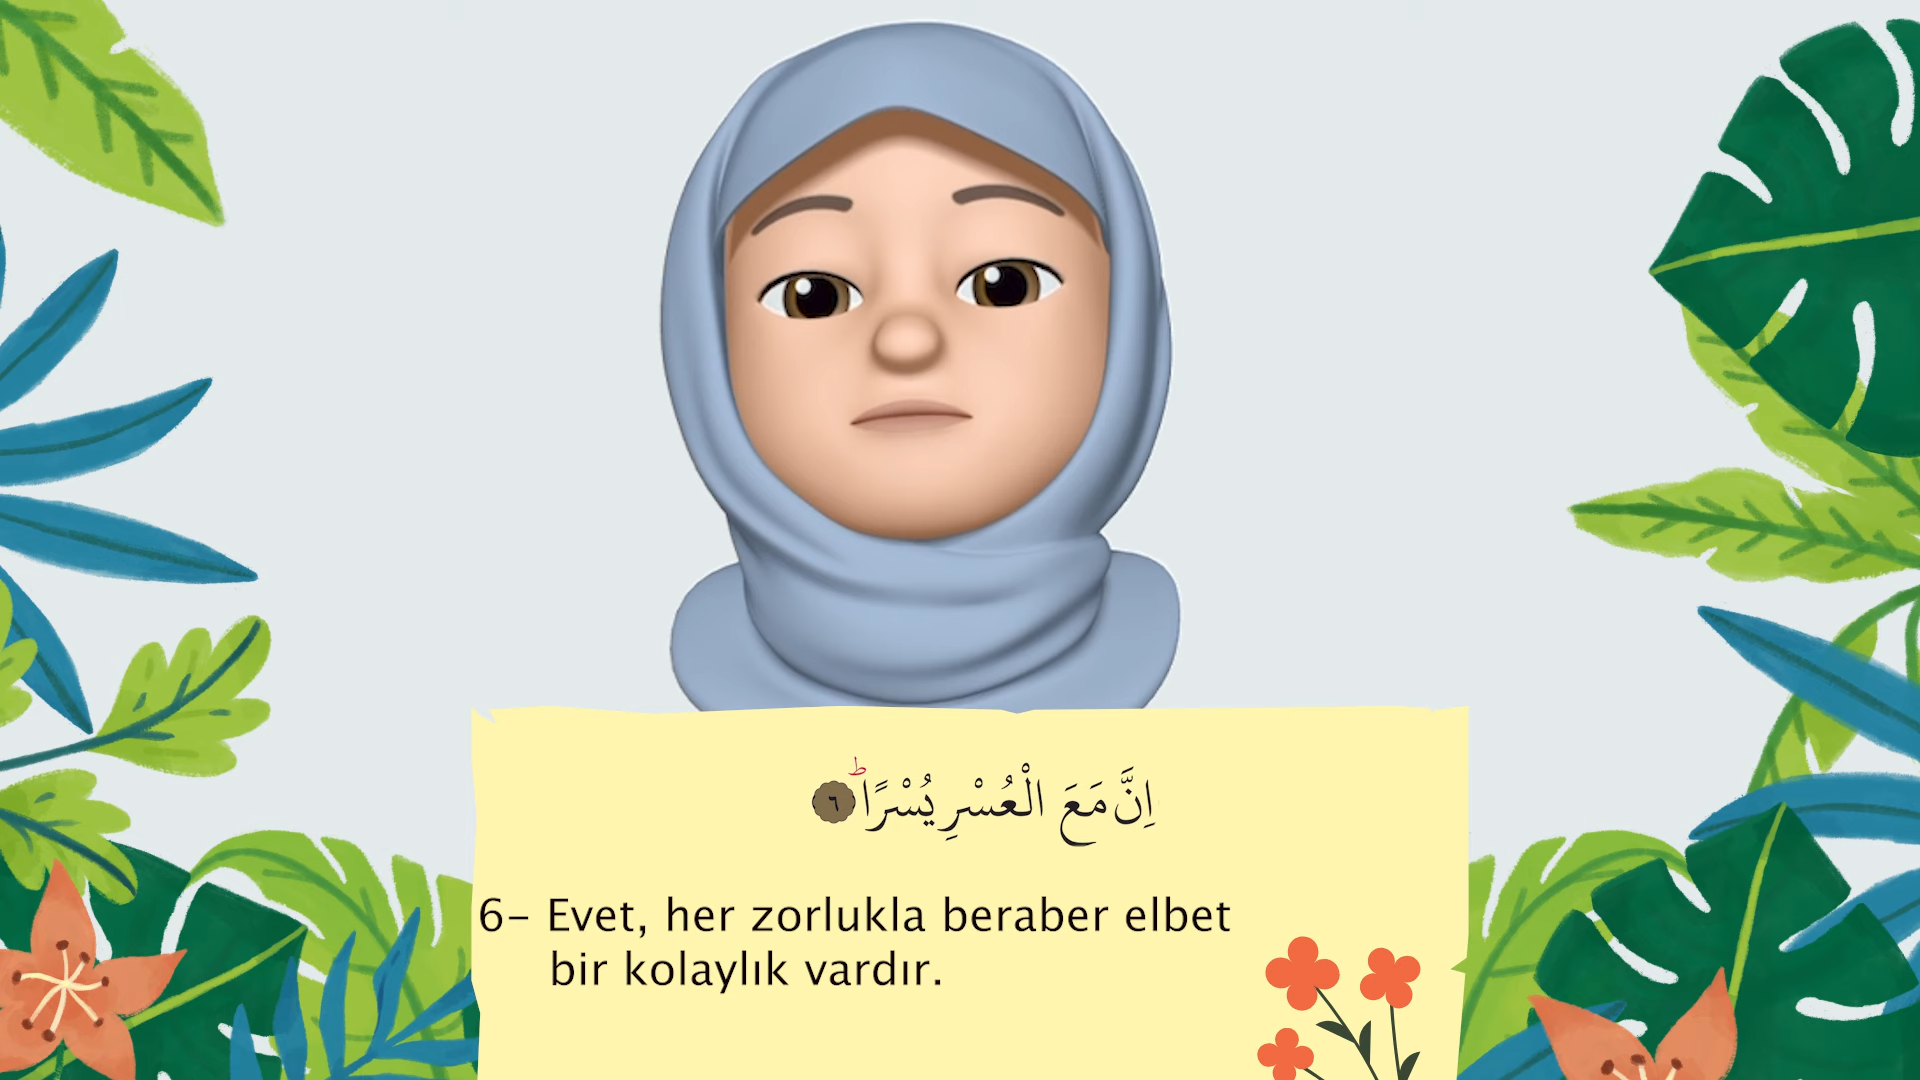 اِنَّ مَعَ الْعُسْرِ يُسْرًاۜ ٦
6– Evet, her zorlukla beraber elbet
bir kolaylık vardır.